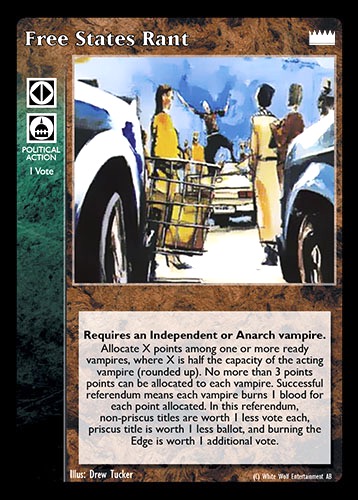 Free States Rant
POLITICAL
ACTION
1 Vote
Requires an Independent or Anarch vampire.
Allocate X points among one or more ready
vampires, where X is half the capacity of the acting
vampire (rounded up). No more than 3 points
points can be allocated to each vampire. Successful
referendum means each vampire burns 1 blood for
each point allocated. In this referendum,
non-priscus titles are worth 1 less vote each,
priscus title is worth 1 less ballot, and burning the
Edge is worth 1 additional vote.
Illus: Drew Tucker
(C) White Wolf Entertainment AB